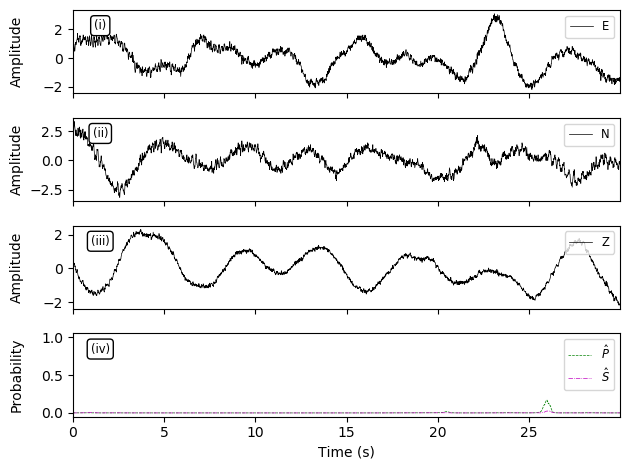 (i)
E
Amplitude
2
0
−2
(ii)
N
Amplitude
2.5
0.0
−2.5
(iii)
Z
Amplitude
2
0
−2
(iv)
P̂
Ŝ
Probability
1.0
0.5
0.0
0 5 10 15 20 25
Time (s)